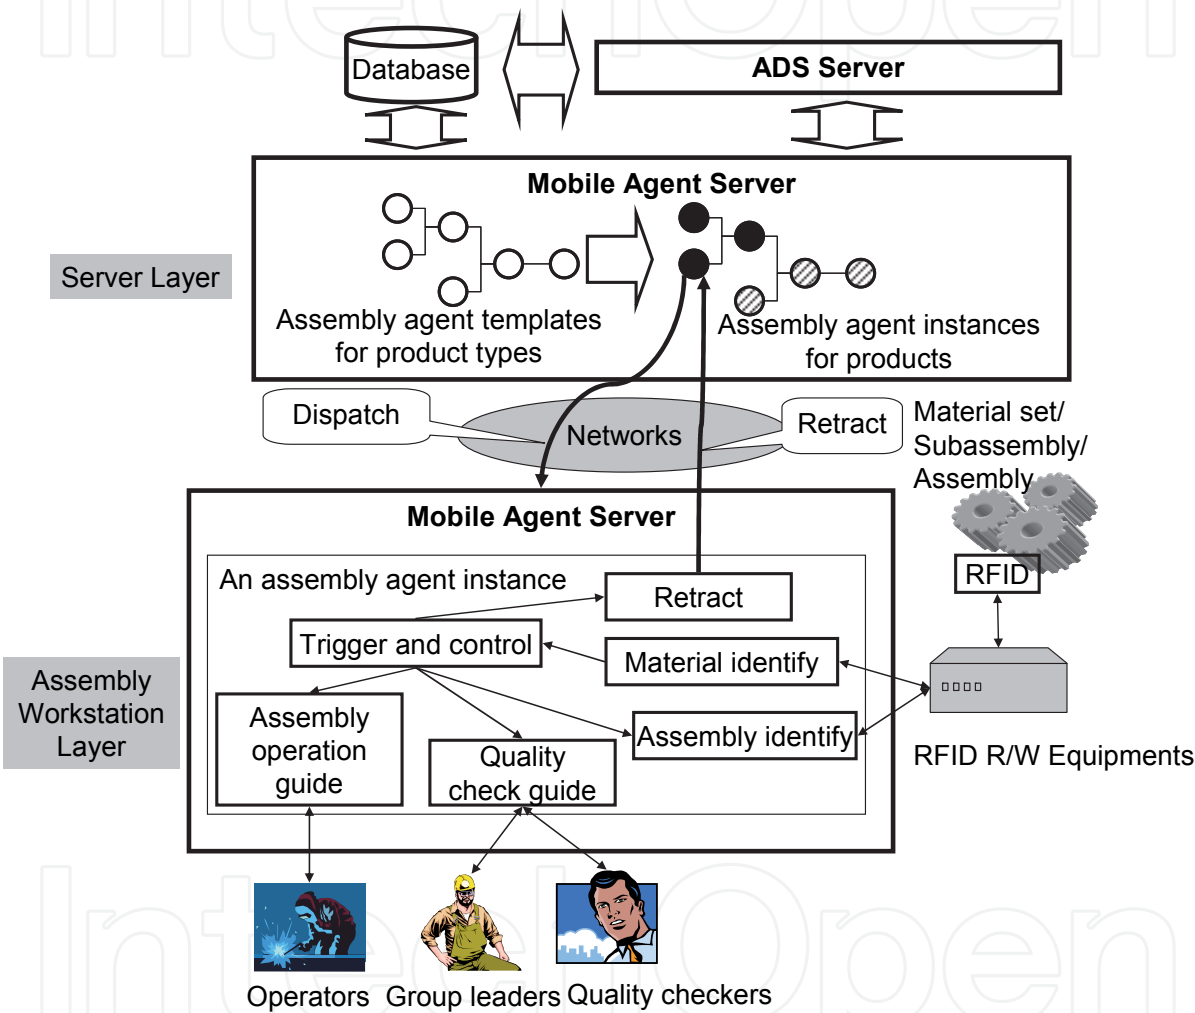 IntechOpen
Database
ADS Server
Mobile Agent Server
Server Layer
Assembly agent templates
for product types
Assembly agent instances
for products
Dispatch
Networks
Retract
Material set/
Subassembly/
Assembly
Mobile Agent Server
RFID
An assembly agent instance
Retract
Trigger and control
Material identify
Assembly
Workstation
Layer
Assembly
operation
guide
Quality
check guide
Assembly identify
RFID R/W Equipments
Operators
Group leaders
Quality checkers
IntechOpen